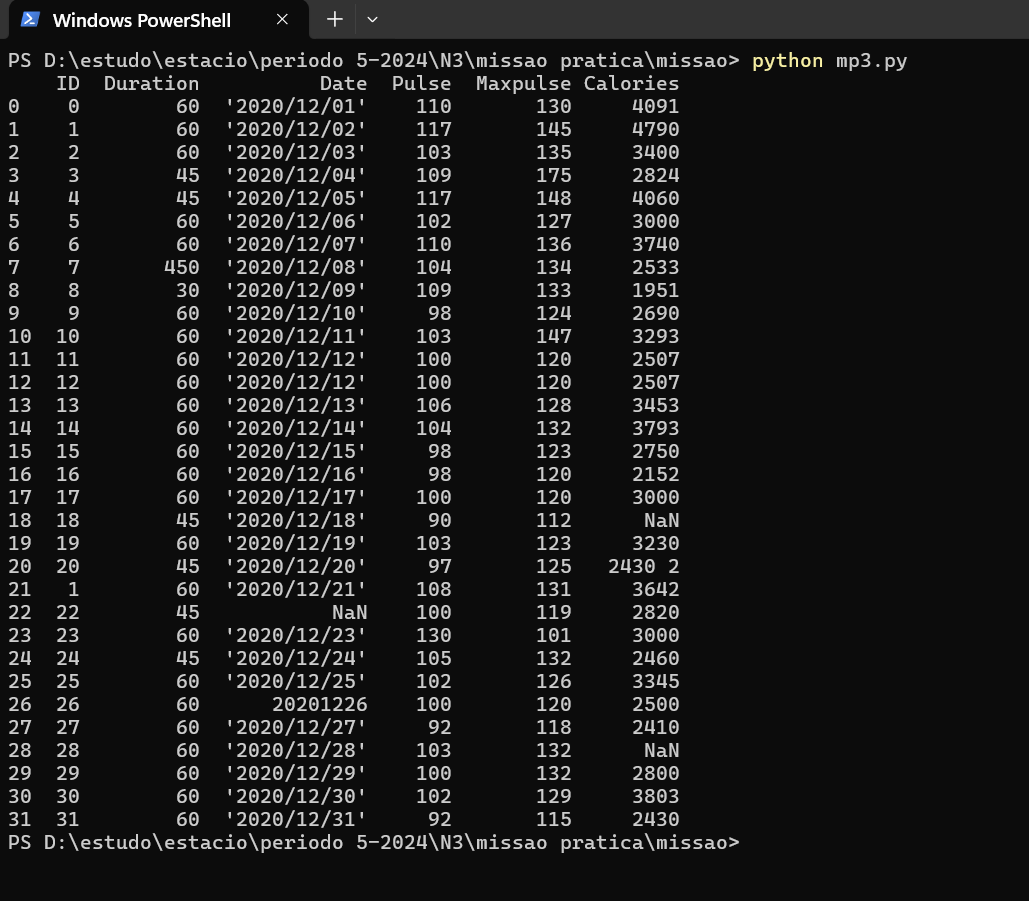 Windows PowerShell
PS D:\estudo\estacio\periodo 5-2024\N3\missao pratica\missao> python mp3.py
    ID  Duration          Date  Pulse  Maxpulse Calories
0    0        60  '2020/12/01'    110       130     4091
1    1        60  '2020/12/02'    117       145     4790
2    2        60  '2020/12/03'    103       135     3400
3    3        45  '2020/12/04'    109       175     2824
4    4        45  '2020/12/05'    117       148     4060
5    5        60  '2020/12/06'    102       127     3000
6    6        60  '2020/12/07'    110       136     3740
7    7       450  '2020/12/08'    104       134     2533
8    8        30  '2020/12/09'    109       133     1951
9    9        60  '2020/12/10'     98       124     2690
10  10        60  '2020/12/11'    103       147     3293
11  11        60  '2020/12/12'    100       120     2507
12  12        60  '2020/12/12'    100       120     2507
13  13        60  '2020/12/13'    106       128     3453
14  14        60  '2020/12/14'    104       132     3793
15  15        60  '2020/12/15'     98       123     2750
16  16        60  '2020/12/16'     98       120     2152
17  17        60  '2020/12/17'    100       120     3000
18  18        45  '2020/12/18'     90       112      NaN
19  19        60  '2020/12/19'    103       123     3230
20  20        45  '2020/12/20'     97       125   2430 2
21   1        60  '2020/12/21'    108       131     3642
22  22        45           NaN    100       119     2820
23  23        60  '2020/12/23'    130       101     3000
24  24        45  '2020/12/24'    105       132     2460
25  25        60  '2020/12/25'    102       126     3345
26  26        60      20201226    100       120     2500
27  27        60  '2020/12/27'     92       118     2410
28  28        60  '2020/12/28'    103       132      NaN
29  29        60  '2020/12/29'    100       132     2800
30  30        60  '2020/12/30'    102       129     3803
31  31        60  '2020/12/31'     92       115     2430
PS D:\estudo\estacio\periodo 5-2024\N3\missao pratica\missao>